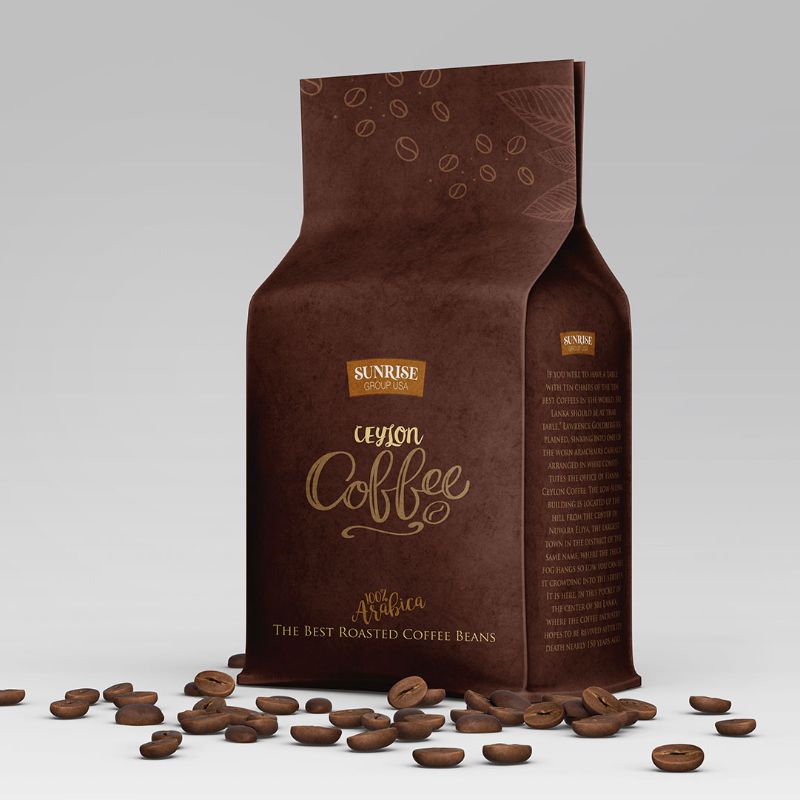 SUNRISE
GROUP USA
CEYLON
Coffee
100%
Arabica
THE BEST ROASTED COFFEE BEANS
SUNRISE
GROUP USA
IF YOU WERE TO HAVE A TABLE
WITH TEN CHAIRS OF THE TEN
BEST COFFEES IN THE WORLD, SRI
LANKA SHOULD BE AT THAT
TABLE," LAWRENCE GOLDBERG EX
PLAINED, SINKING INTO ONE OF
THE WORN ARMCHAIRS CASUALLY
ARRANGED IN WHAT CONSTI
TUTES THE OFFICE OF
CEYLON COFFEE. THE
BUILDING IS LOCATED UP THE
HILL FROM THE CENTER OF
NUWARA ELIYA, THE LARGEST
TOWN IN THE DISTRICT OF THE
SAME NAME, WHERE THE THICK
FOG HANGS SO LOW YOU CAN SEE
IT CROWDING INTO THE STREETS.
IT IS HERE, IN THIS POCKET IN
THE CENTER OF SRI LANKA
WHERE THE COFFEE INDUSTRY
HOPES TO BE REVIVED AFTER ITS
DEATH NEARLY 150 YEARS AGO.